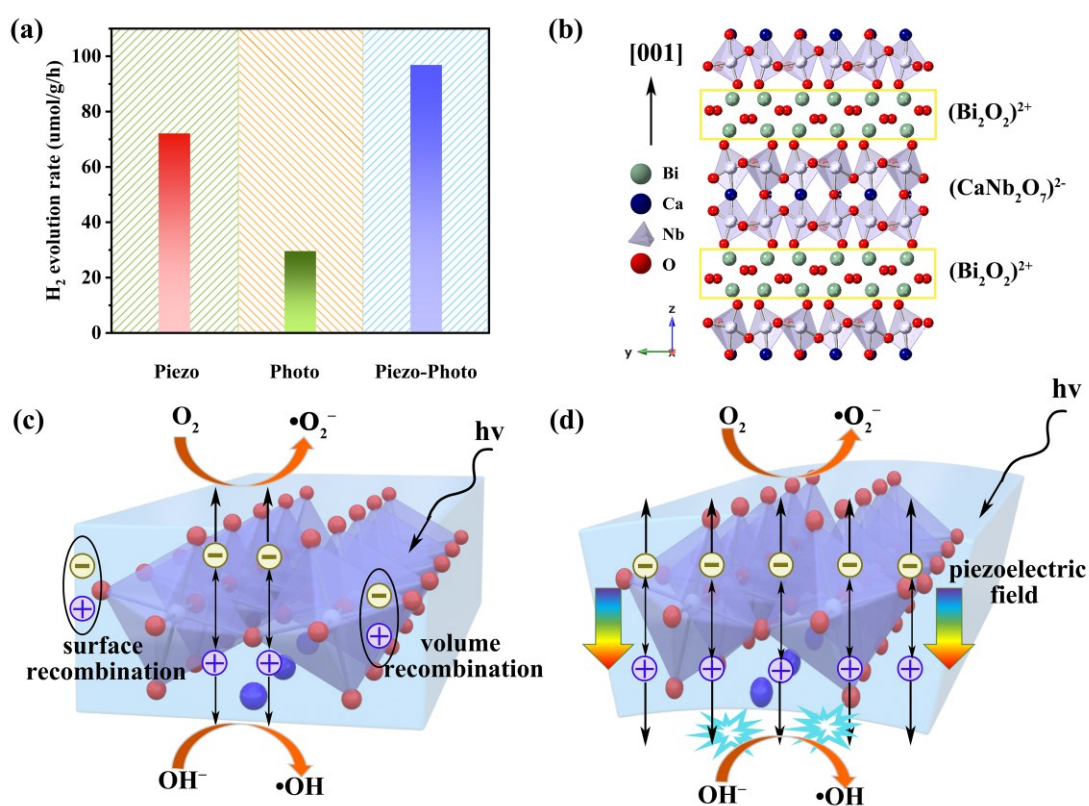 (a)
H₂ evolution rate (umol/g/h)
100
80
60
40
20
0
Piezo
Photo
Piezo-Photo
(b)
[001]
Bi
Ca
Nb
O
z
y
x
(Bi₂O₂)²⁺
(CaNb₂O₇)²⁻
(Bi₂O₂)²⁺
(c)
O₂
•O₂⁻
hv
surface
recombination
volume
recombination
OH⁻
•OH
(d)
O₂
•O₂⁻
hv
piezoelectric
field
OH⁻
•OH